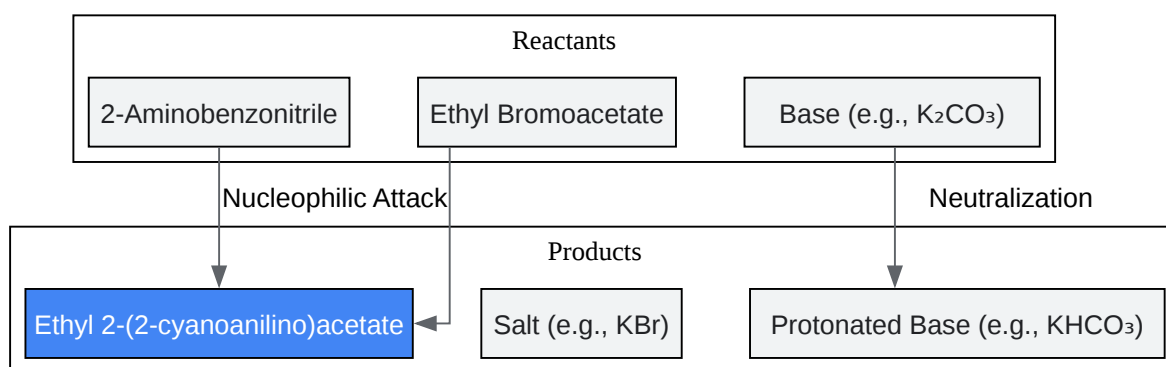 Reactants
2-Aminobenzonitrile
Ethyl Bromoacetate
Base (e.g., K₂CO₃)
Nucleophilic Attack
Neutralization
Products
Ethyl 2-(2-cyanoanilino)acetate
Salt (e.g., KBr)
Protonated Base (e.g., KHCO₃)